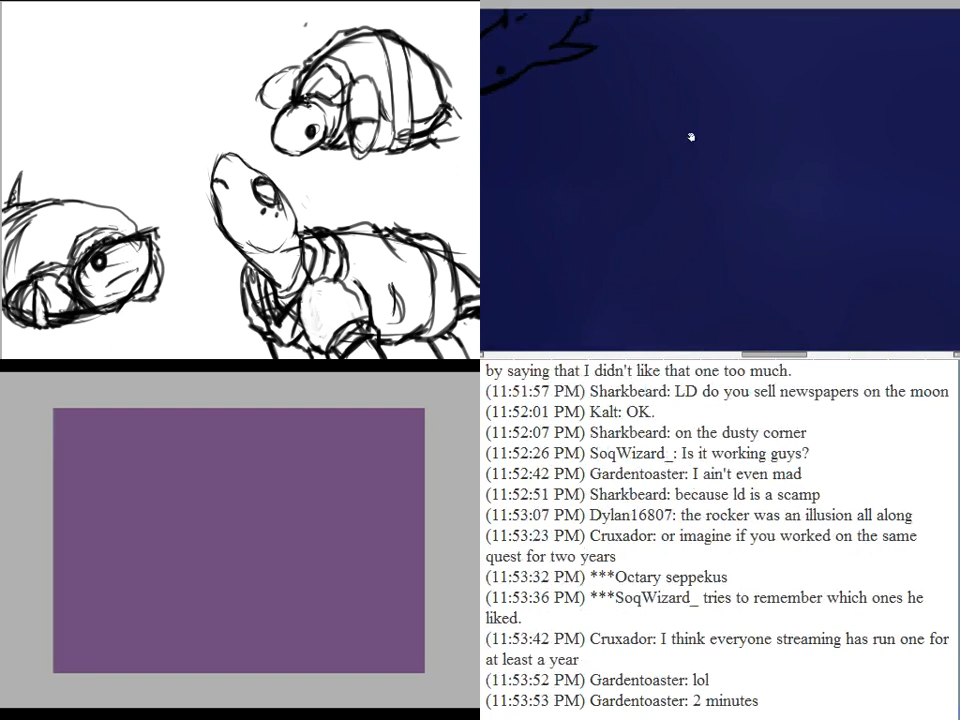 by saying that I didn't like that one too much.
(11:51:57 PM) Sharkbeard: LD do you sell newspapers on the moon
(11:52:01 PM) Kalt: OK.
(11:52:07 PM) Sharkbeard: on the dusty corner
(11:52:26 PM) SoqWizard_: Is it working guys?
(11:52:42 PM) Gardentoaster: I ain't even mad
(11:52:51 PM) Sharkbeard: because ld is a scamp
(11:53:07 PM) Dylan16807: the rocker was an illusion all along
(11:53:23 PM) Cruxador: or imagine if you worked on the same
quest for two years
(11:53:32 PM) ***Octary seppekus
(11:53:36 PM) ***SoqWizard_ tries to remember which ones he
liked.
(11:53:42 PM) Cruxador: I think everyone streaming has run one for
at least a year
(11:53:52 PM) Gardentoaster: lol
(11:53:53 PM) Gardentoaster: 2 minutes